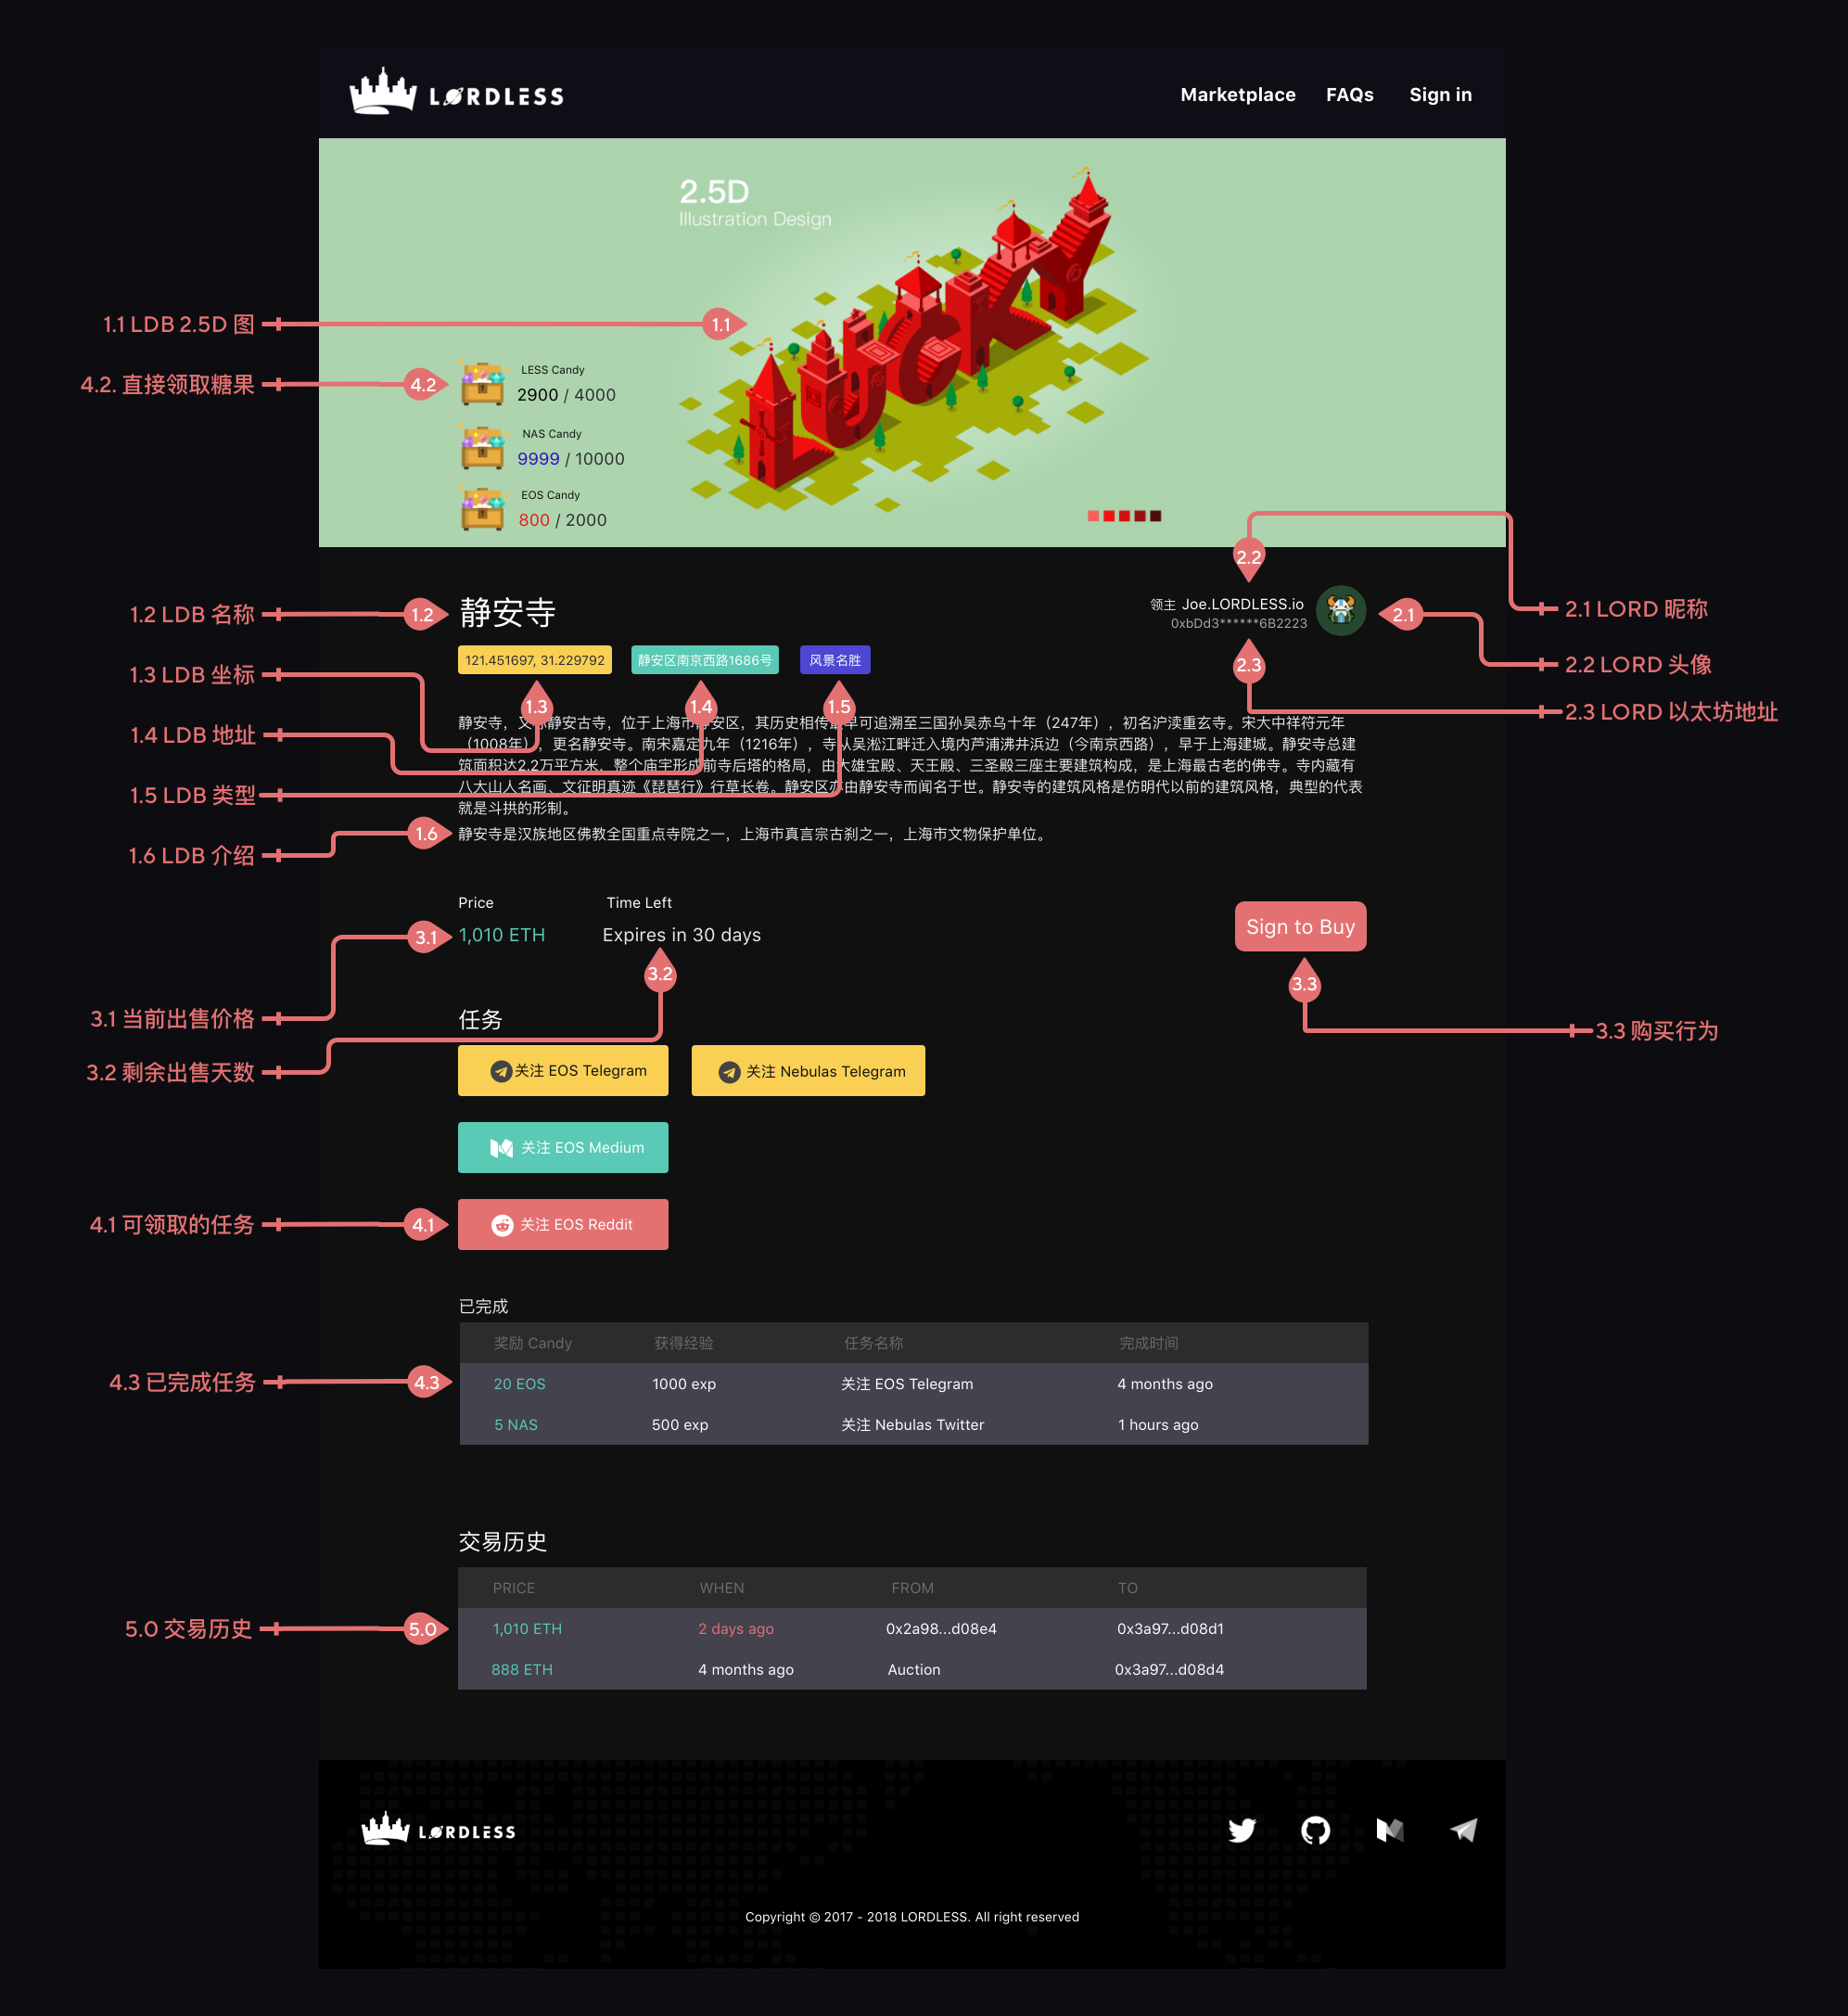 LORDLESS
Marketplace FAQs Sign in
2.5D
Illustration Design
LUCKY
1.1 LDB 2.5D 图
1.1
4.2. 直接领取糖果
4.2
LESS Candy
2900 / 4000
NAS Candy
9999 / 10000
EOS Candy
800 / 2000
2.2
1.2 LDB 名称
1.2
静安寺
领主 Joe.LORDLESS.io
0xbDd3******6B2223
2.1
2.1 LORD 昵称
1.3 LDB 坐标
121.451697, 31.229792
静安区南京西路1686号
风景名胜
2.3
2.2 LORD 头像
1.3
1.4
1.5
2.3 LORD 以太坊地址
1.4 LDB 地址
1.5 LDB 类型
静安寺，又称静安古寺，位于上海市静安区，其历史相传最早可追溯至三国孙吴赤乌十年（247年），初名沪渎重玄寺。宋大中祥符元年
（1008年），更名静安寺。南宋嘉定九年（1216年），寺从吴淞江畔迁入境内芦浦沸井浜边（今南京西路），早于上海建城。静安寺总建
筑面积达2.2万平方米，整个庙宇形成前寺后塔的格局，由大雄宝殿、天王殿、三圣殿三座主要建筑构成，是上海最古老的佛寺。寺内藏有
八大山人名画、文征明真迹《琵琶行》行草长卷。静安区亦由静安寺而闻名于世。静安寺的建筑风格是仿明代以前的建筑风格，典型的代表
就是斗拱的形制。
1.6 LDB 介绍
1.6
静安寺是汉族地区佛教全国重点寺院之一，上海市真言宗古刹之一，上海市文物保护单位。
Price
Time Left
3.1
1,010 ETH
Expires in 30 days
Sign to Buy
3.2
3.3
3.1 当前出售价格
3.2 剩余出售天数
3.3 购买行为
任务
关注 EOS Telegram
关注 Nebulas Telegram
关注 EOS Medium
4.1 可领取的任务
4.1
关注 EOS Reddit
已完成
奖励 Candy 获得经验 任务名称 完成时间
4.3 已完成任务
4.3
20 EOS 1000 exp 关注 EOS Telegram 4 months ago
5 NAS 500 exp 关注 Nebulas Twitter 1 hours ago
交易历史
PRICE WHEN FROM TO
5.0 交易历史
5.0
1,010 ETH 2 days ago 0x2a98...d08e4 0x3a97...d08d1
888 ETH 4 months ago Auction 0x3a97...d08d4
LORDLESS
Copyright © 2017 - 2018 LORDLESS. All right reserved